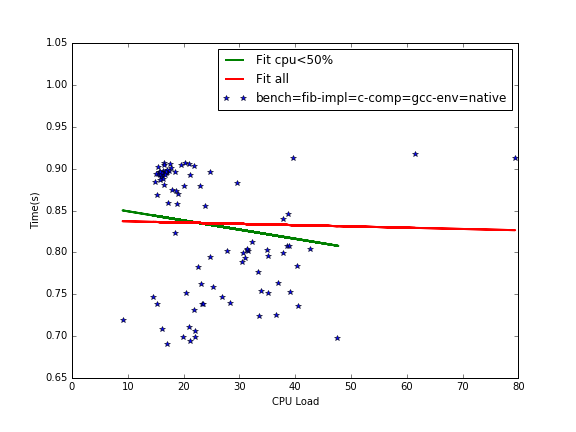 1.05
1.00
0.95
0.90
0.85
0.80
0.75
0.70
0.65
Time(s)
Fit cpu<50%
Fit all
bench=fib-impl=c-comp=gcc-env=native
0 10 20 30 40 50 60 70 80
CPU Load